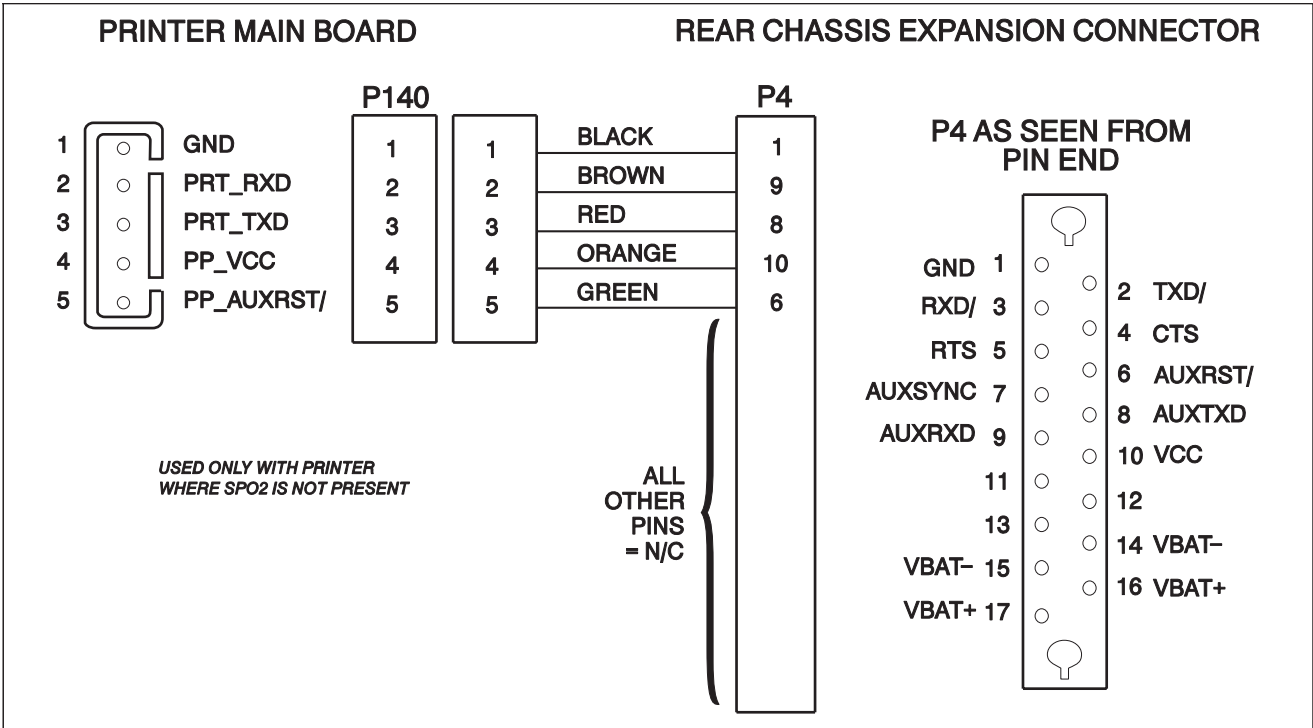 PRINTER MAIN BOARD
REAR CHASSIS EXPANSION CONNECTOR
P140
P4
1 GND
2 PRT_RXD
3 PRT_TXD
4 PP_VCC
5 PP_AUXRST/
1
2
3
4
5
1
2
3
4
5
BLACK
BROWN
RED
ORANGE
GREEN
1
9
8
10
6
ALL
OTHER
PINS
= N/C
USED ONLY WITH PRINTER
WHERE SPO2 IS NOT PRESENT
P4 AS SEEN FROM
PIN END
GND 1
2 TXD/
RXD/ 3
4 CTS
RTS 5
6 AUXRST/
AUXSYNC 7
8 AUXTXD
AUXRXD 9
10 VCC
11
12
13
14 VBAT–
VBAT– 15
16 VBAT+
VBAT+ 17